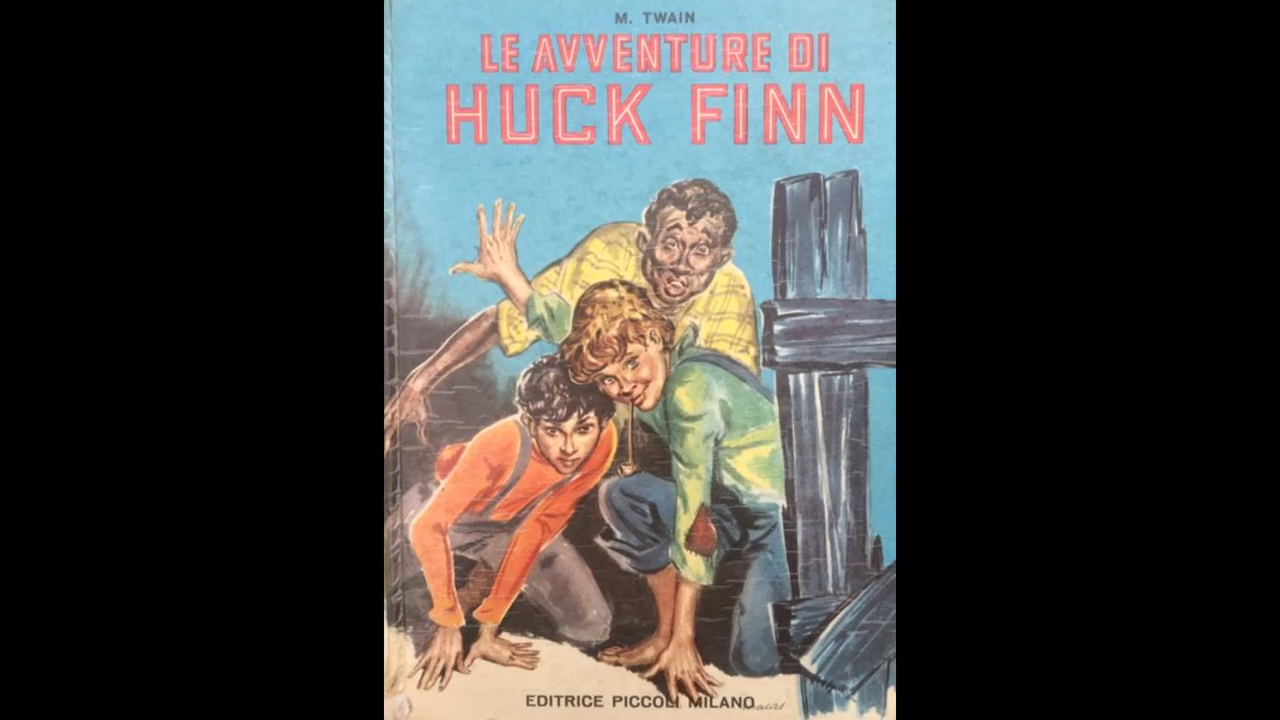 M. TWAIN
LE AVVENTURE DI
HUCK FINN
EDITRICE PICCOLI MILANO